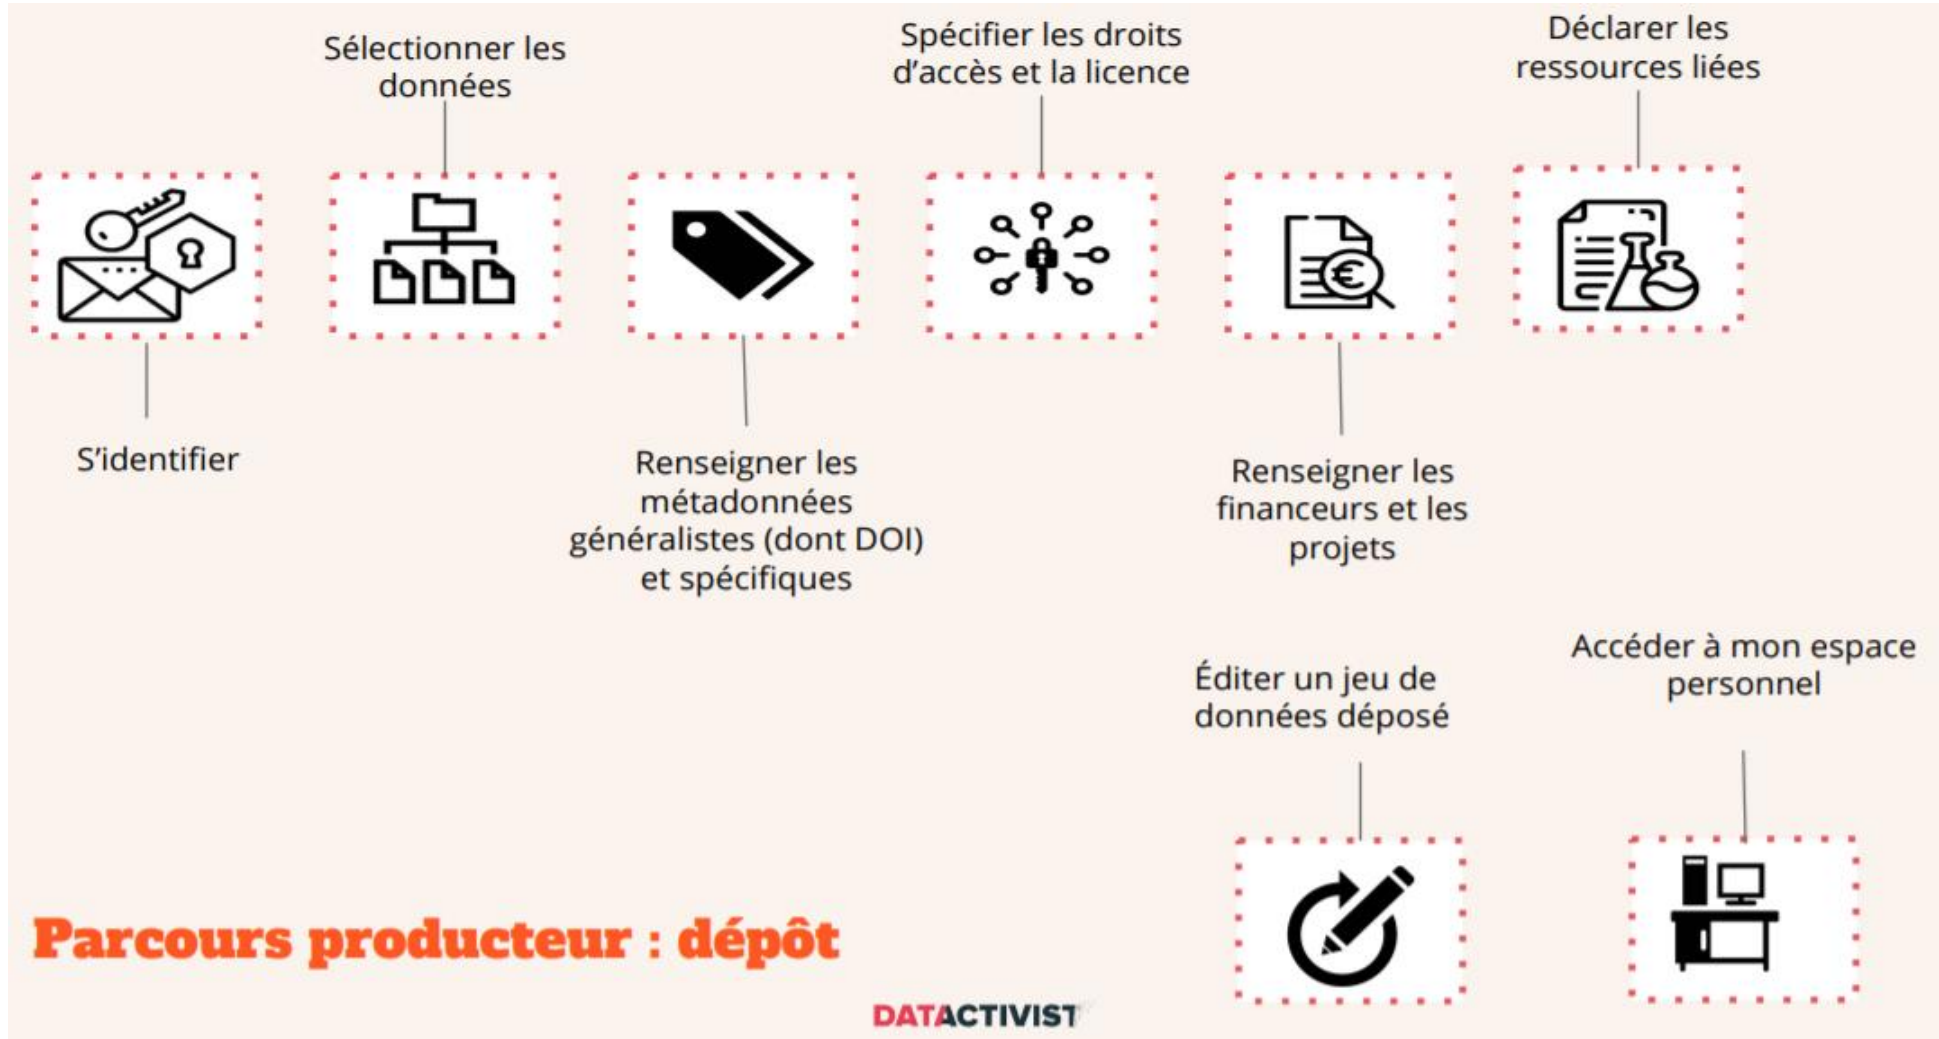 Sélectionner les
données
Spécifier les droits
d'accès et la licence
Déclarer les
ressources liées
S'identifier
Renseigner les
métadonnées
généralistes (dont DOI)
et spécifiques
€
Renseigner les
financeurs et les
projets
Éditer un jeu de
données déposé
Accéder à mon espace
personnel
Parcours producteur : dépôt
DATACTIVIST